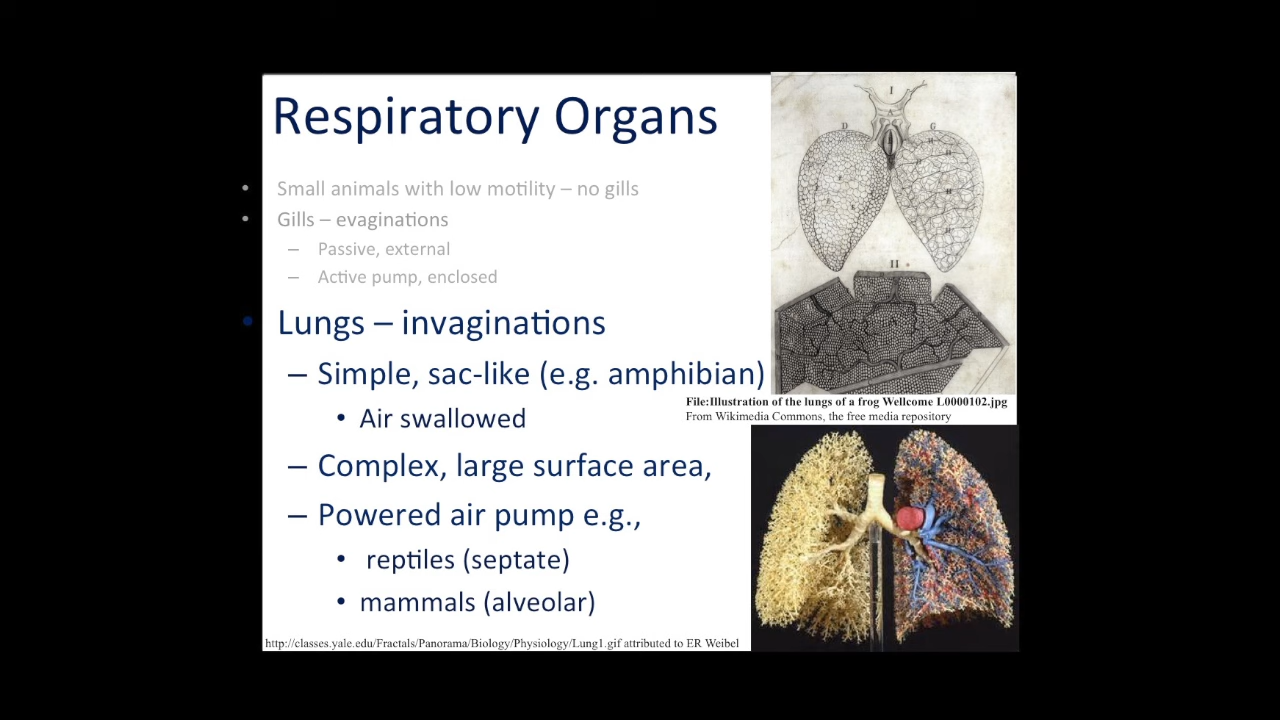 Respiratory Organs
• Small animals with low motility – no gills
• Gills – evaginations
– Passive, external
– Active pump, enclosed
• Lungs – invaginations
– Simple, sac-like (e.g. amphibian)
• Air swallowed
– Complex, large surface area,
– Powered air pump e.g.,
• reptiles (septate)
• mammals (alveolar)
http://classes.yale.edu/Fractals/Panorama/Biology/Physiology/Lung1.gif attributed to ER Weibel
I
D
G
II
File:Illustration of the lungs of a frog Wellcome L0000102.jpg
From Wikimedia Commons, the free media repository